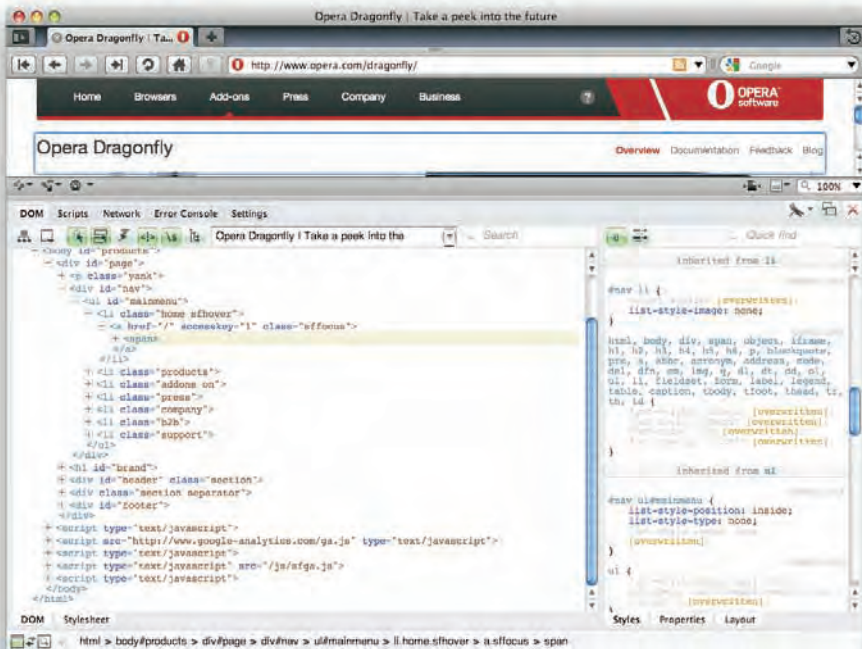 Opera Dragonfly | Take a peek into the future
Opera Dragonfly | Ta...
http://www.opera.com/dragonfly/
Google
Home Browsers Add-ons Press Company Business ?
OPERA software
Opera Dragonfly
Overview Documentation Feedback Blog
100%
DOM Scripts Network Error Console Settings
Opera Dragonfly | Take a peek into the
Search
Quick find
<body id="products">
<div id="page">
+ <p class="yank">
- <div id="nav">
- <ul id="mainmenu">
- <li class="home sfhover">
- <a href="/" accesskey="1" class="sffocus">
+ <span>
</a>
</li>
+ <li class="products">
+ <li class="addons on">
+ <li class="press">
+ <li class="company">
+ <li class="b2b">
+ <li class="support">
</ul>
</div>
+ <h1 id="brand">
+ <div id="header" class="section">
+ <div class="section separator">
+ <div id="footer">
</div>
+ <script type="text/javascript">
+ <script src="http://www.google-analytics.com/ga.js" type="text/javascript">
+ <script type="text/javascript">
+ <script type="text/javascript" src="/js/sfga.js">
+ <script type="text/javascript">
</body>
</html>
inherited from li
#nav li {
[overwritten]
list-style-image: none;
}
html, body, div, span, object, iframe,
h1, h2, h3, h4, h5, h6, p, blockquote,
pre, a, abbr, acronym, address, code,
del, dfn, em, img, q, dl, dt, dd, ol,
ul, li, fieldset, form, label, legend,
table, caption, tbody, tfoot, thead, tr,
th, td {
[overwritten]
[overwritten]
[overwritten]
[overwritten]
}
inherited from ul
#nav ul#mainmenu {
list-style-position: inside;
list-style-type: none;
[overwritten]
}
ul {
[overwritten]
}
DOM Stylesheet
Styles Properties Layout
html > body#products > div#page > div#nav > ul#mainmenu > li.home.sfhover > a.sffocus > span